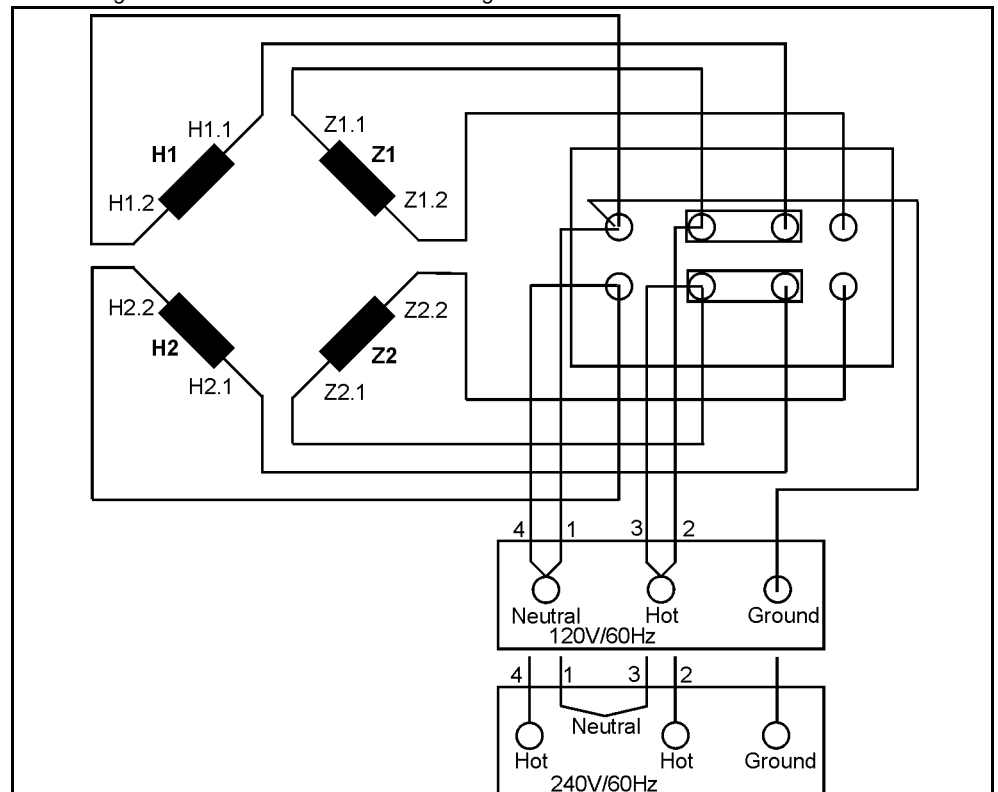 H1.1
H1
H1.2
Z1.1
Z1
Z1.2
H2.2
H2
H2.1
Z2.2
Z2
Z2.1
4 1 3 2
Neutral Hot Ground
120V/60Hz
4 1 3 2
Neutral
Hot Hot Ground
240V/60Hz